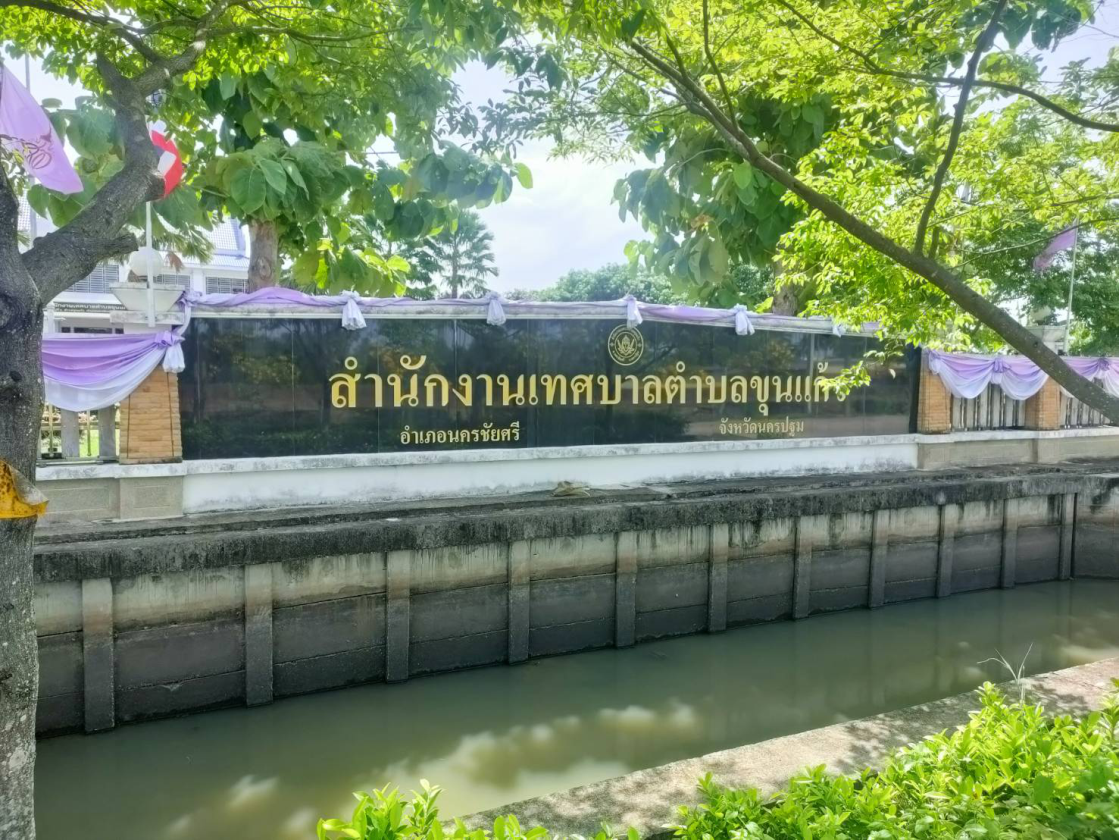 สำนักงานเทศบาลตำบลขุนแก้ว
อำเภอนครชัยศรี จังหวัดนครปฐม